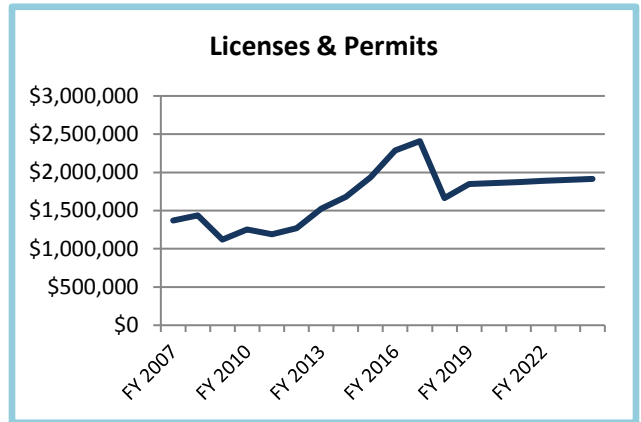 Licenses & Permits
$3,000,000
$2,500,000
$2,000,000
$1,500,000
$1,000,000
$500,000
$0
FY 2007
FY 2010
FY 2013
FY 2016
FY 2019
FY 2022